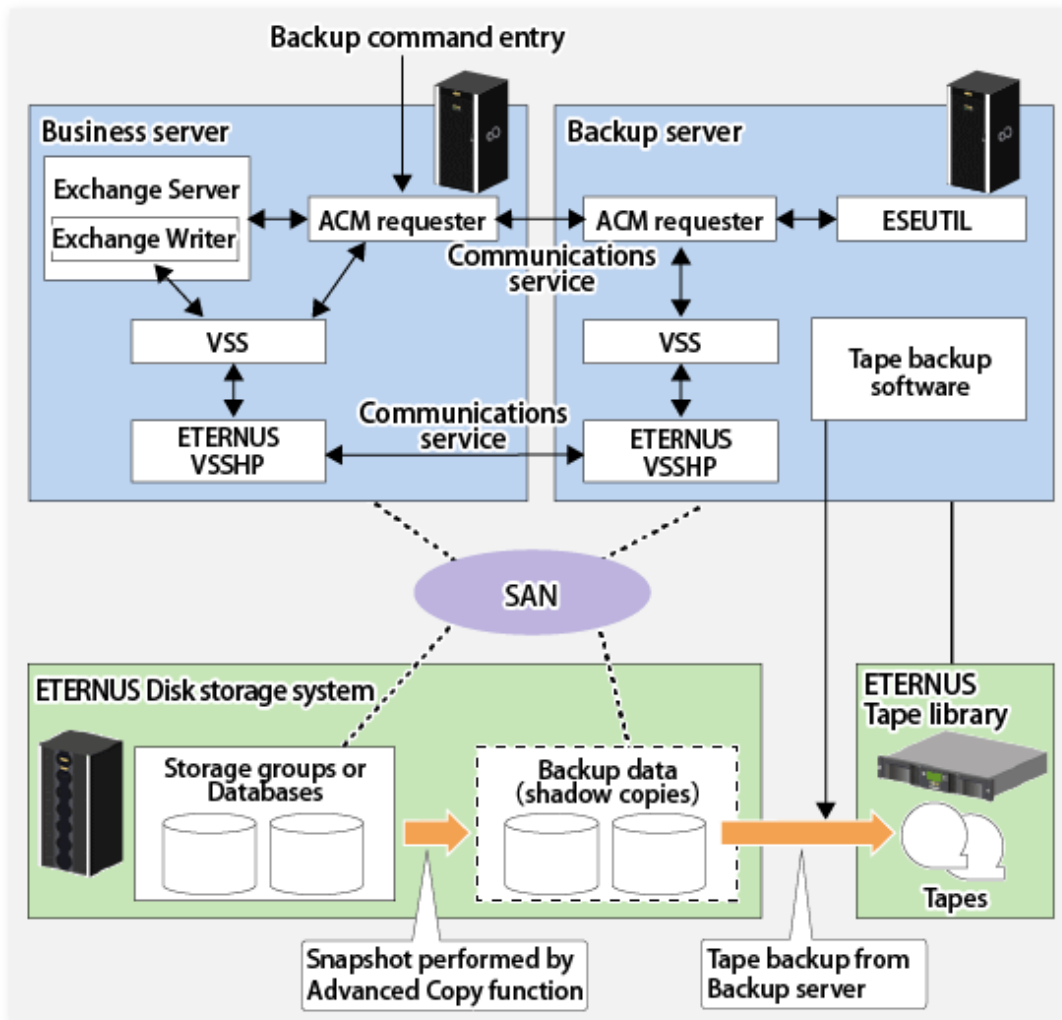 Backup command entry
Business server
Exchange Server
Exchange Writer
ACM requester
VSS
ETERNUS
VSSHP
Communications
service
Communications
service
Backup server
ACM requester
ESEUTIL
VSS
ETERNUS
VSSHP
Tape backup
software
SAN
ETERNUS Disk storage system
Storage groups or
Databases
Backup data
(shadow copies)
ETERNUS
Tape library
Tapes
Snapshot performed by
Advanced Copy function
Tape backup from
Backup server